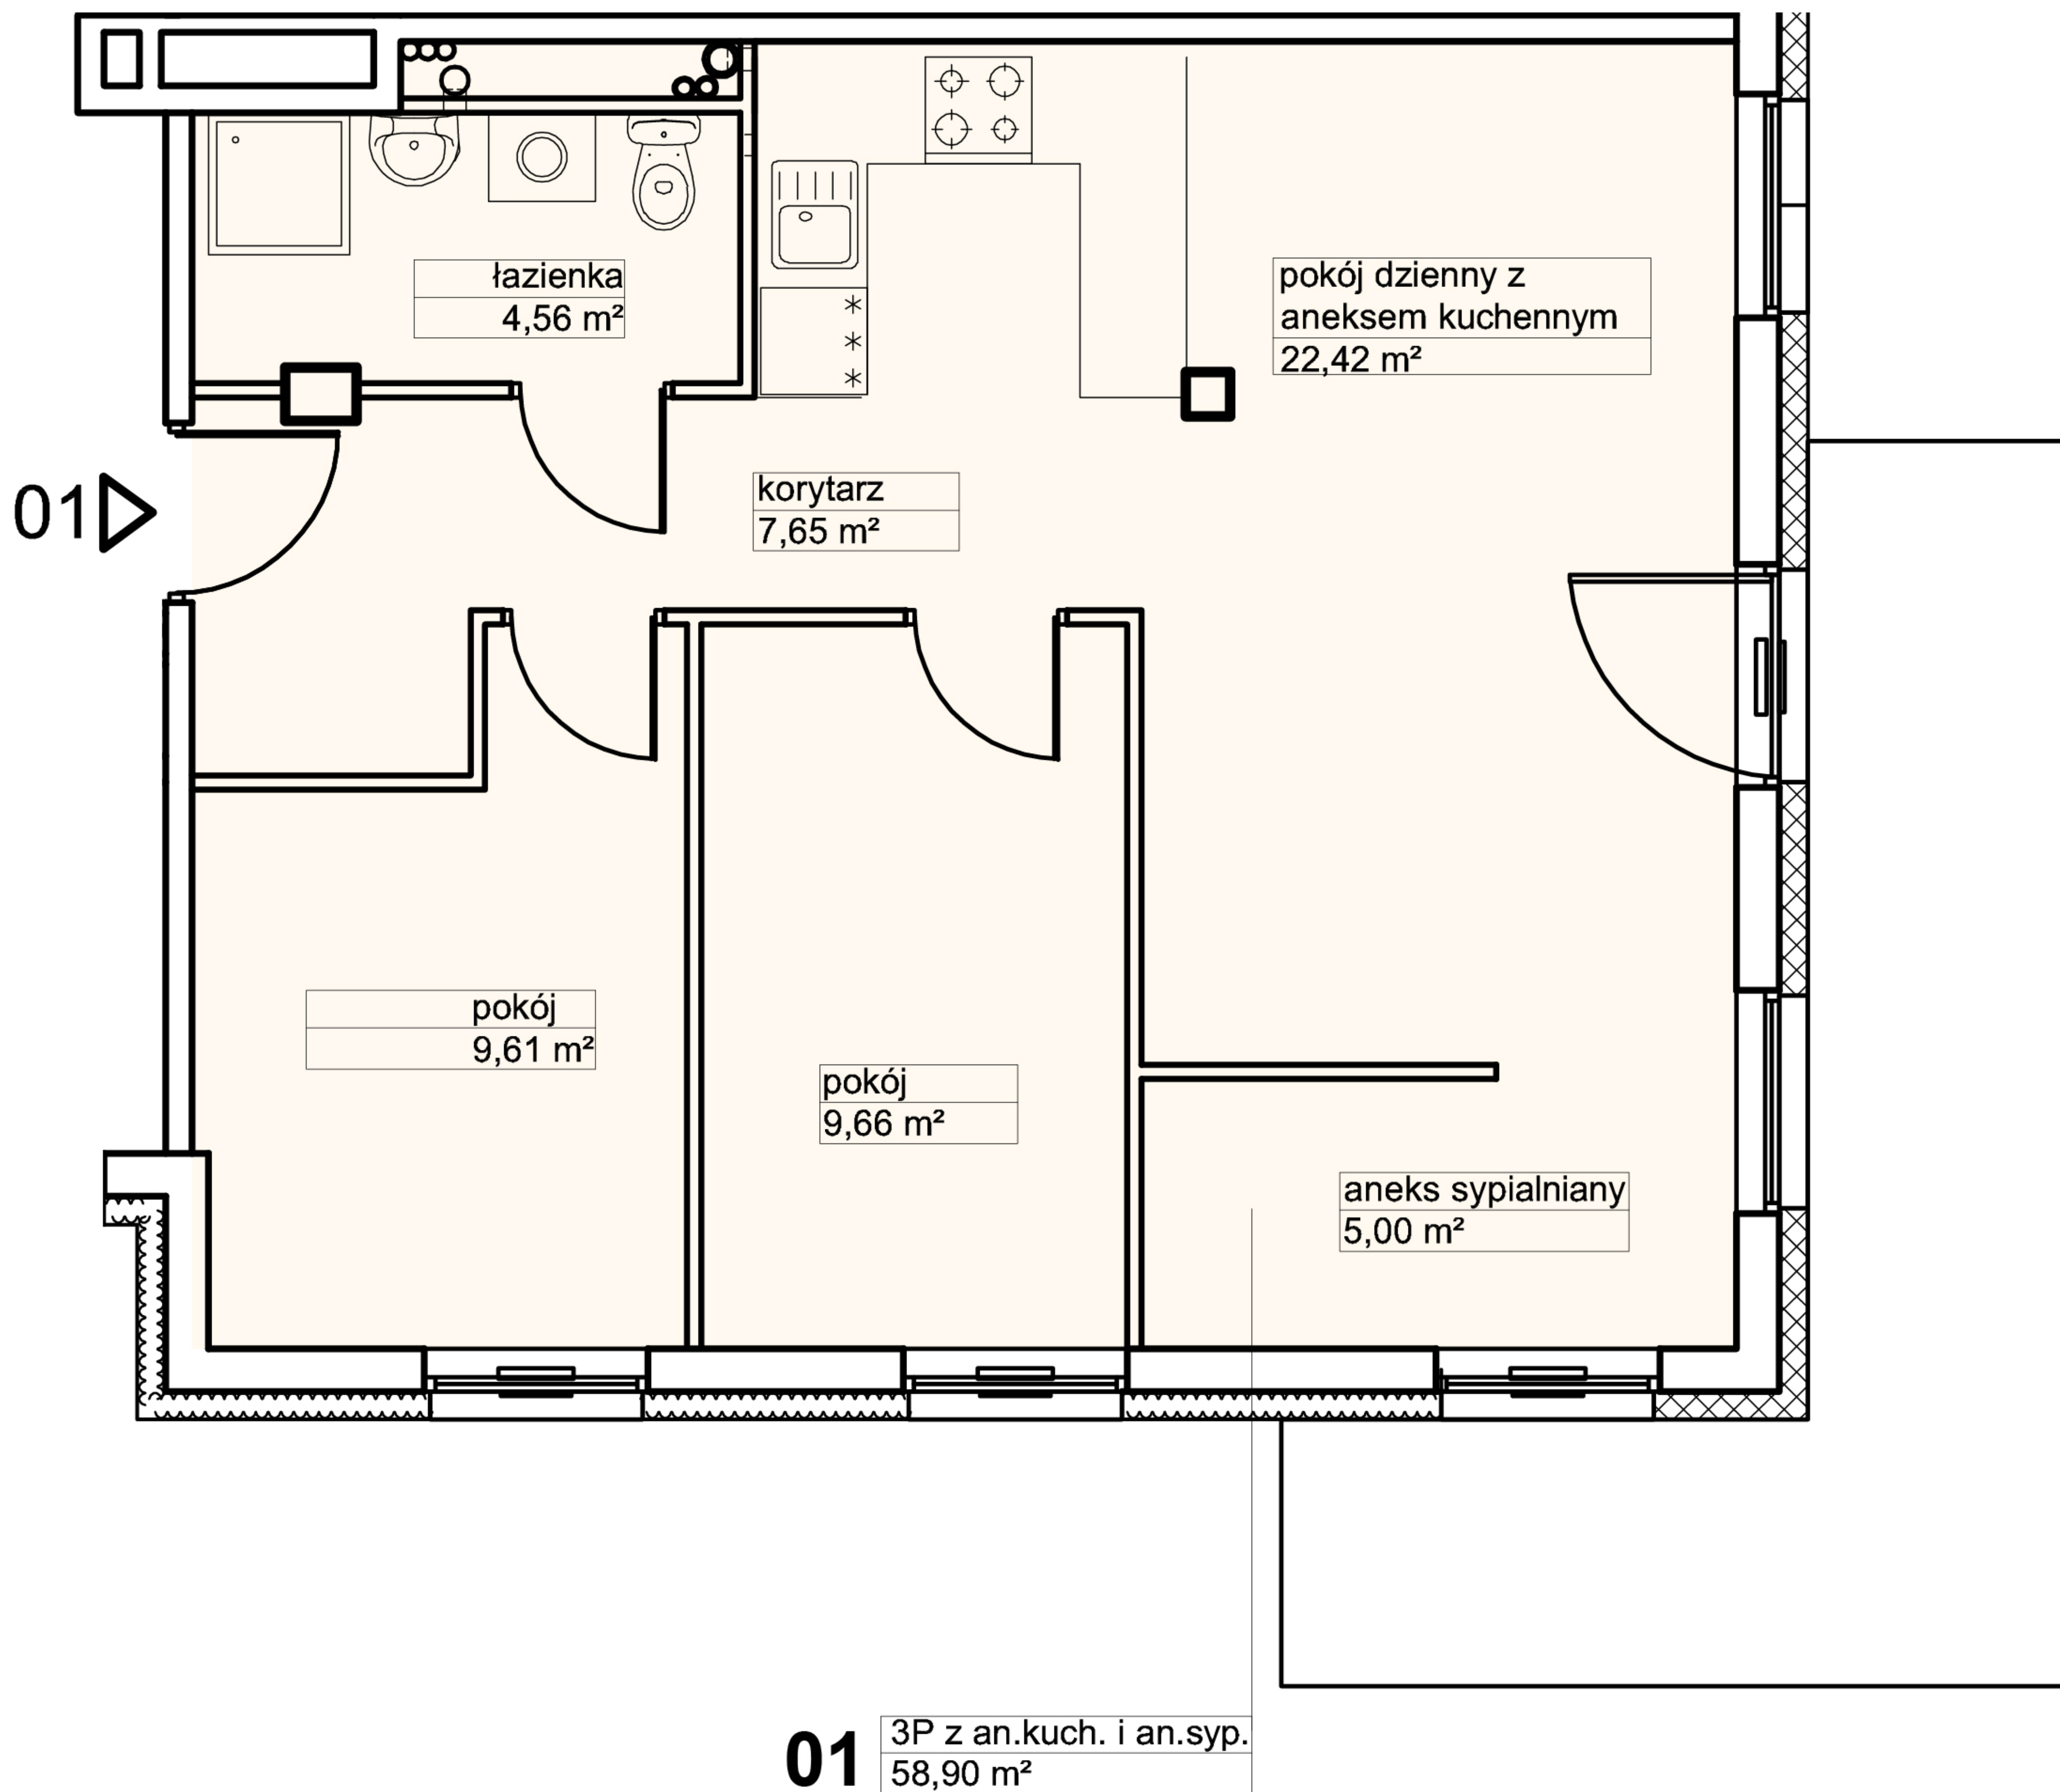 łazienka
4,56 m²
pokój dzienny z
aneksem kuchennym
22,42 m²
01
korytarz
7,65 m²
pokój
9,61 m²
pokój
9,66 m²
aneks sypialniany
5,00 m²
01
3P z an.kuch. i an.syp.
58,90 m²